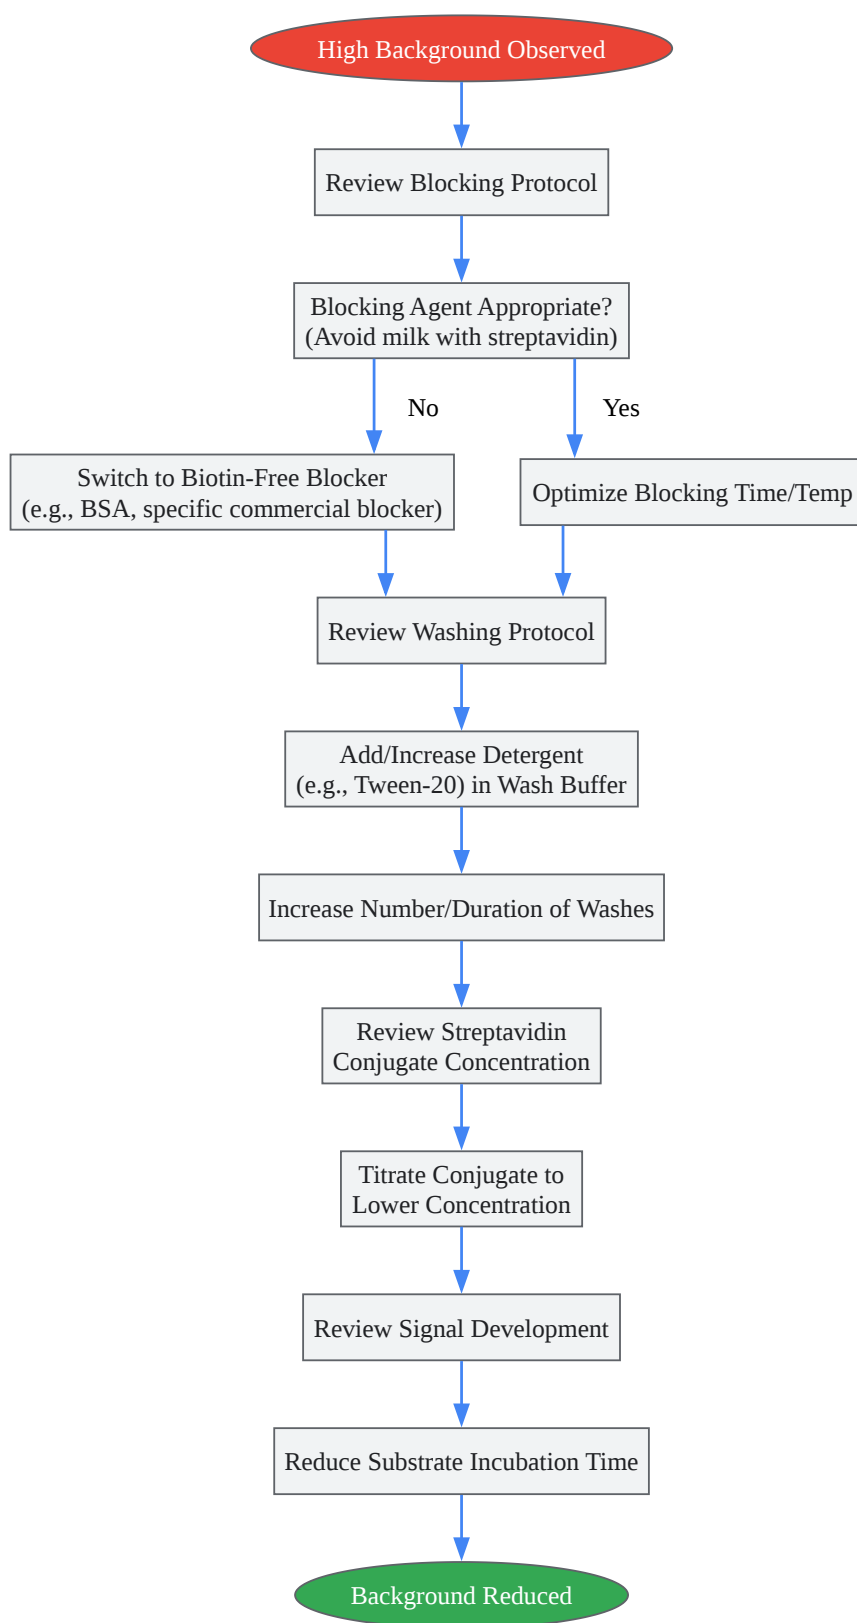 High Background Observed
Review Blocking Protocol
Blocking Agent Appropriate?
(Avoid milk with streptavidin)
No
Yes
Switch to Biotin-Free Blocker
(e.g., BSA, specific commercial blocker)
Optimize Blocking Time/Temp
Review Washing Protocol
Add/Increase Detergent
(e.g., Tween-20) in Wash Buffer
Increase Number/Duration of Washes
Review Streptavidin
Conjugate Concentration
Titrate Conjugate to
Lower Concentration
Review Signal Development
Reduce Substrate Incubation Time
Background Reduced